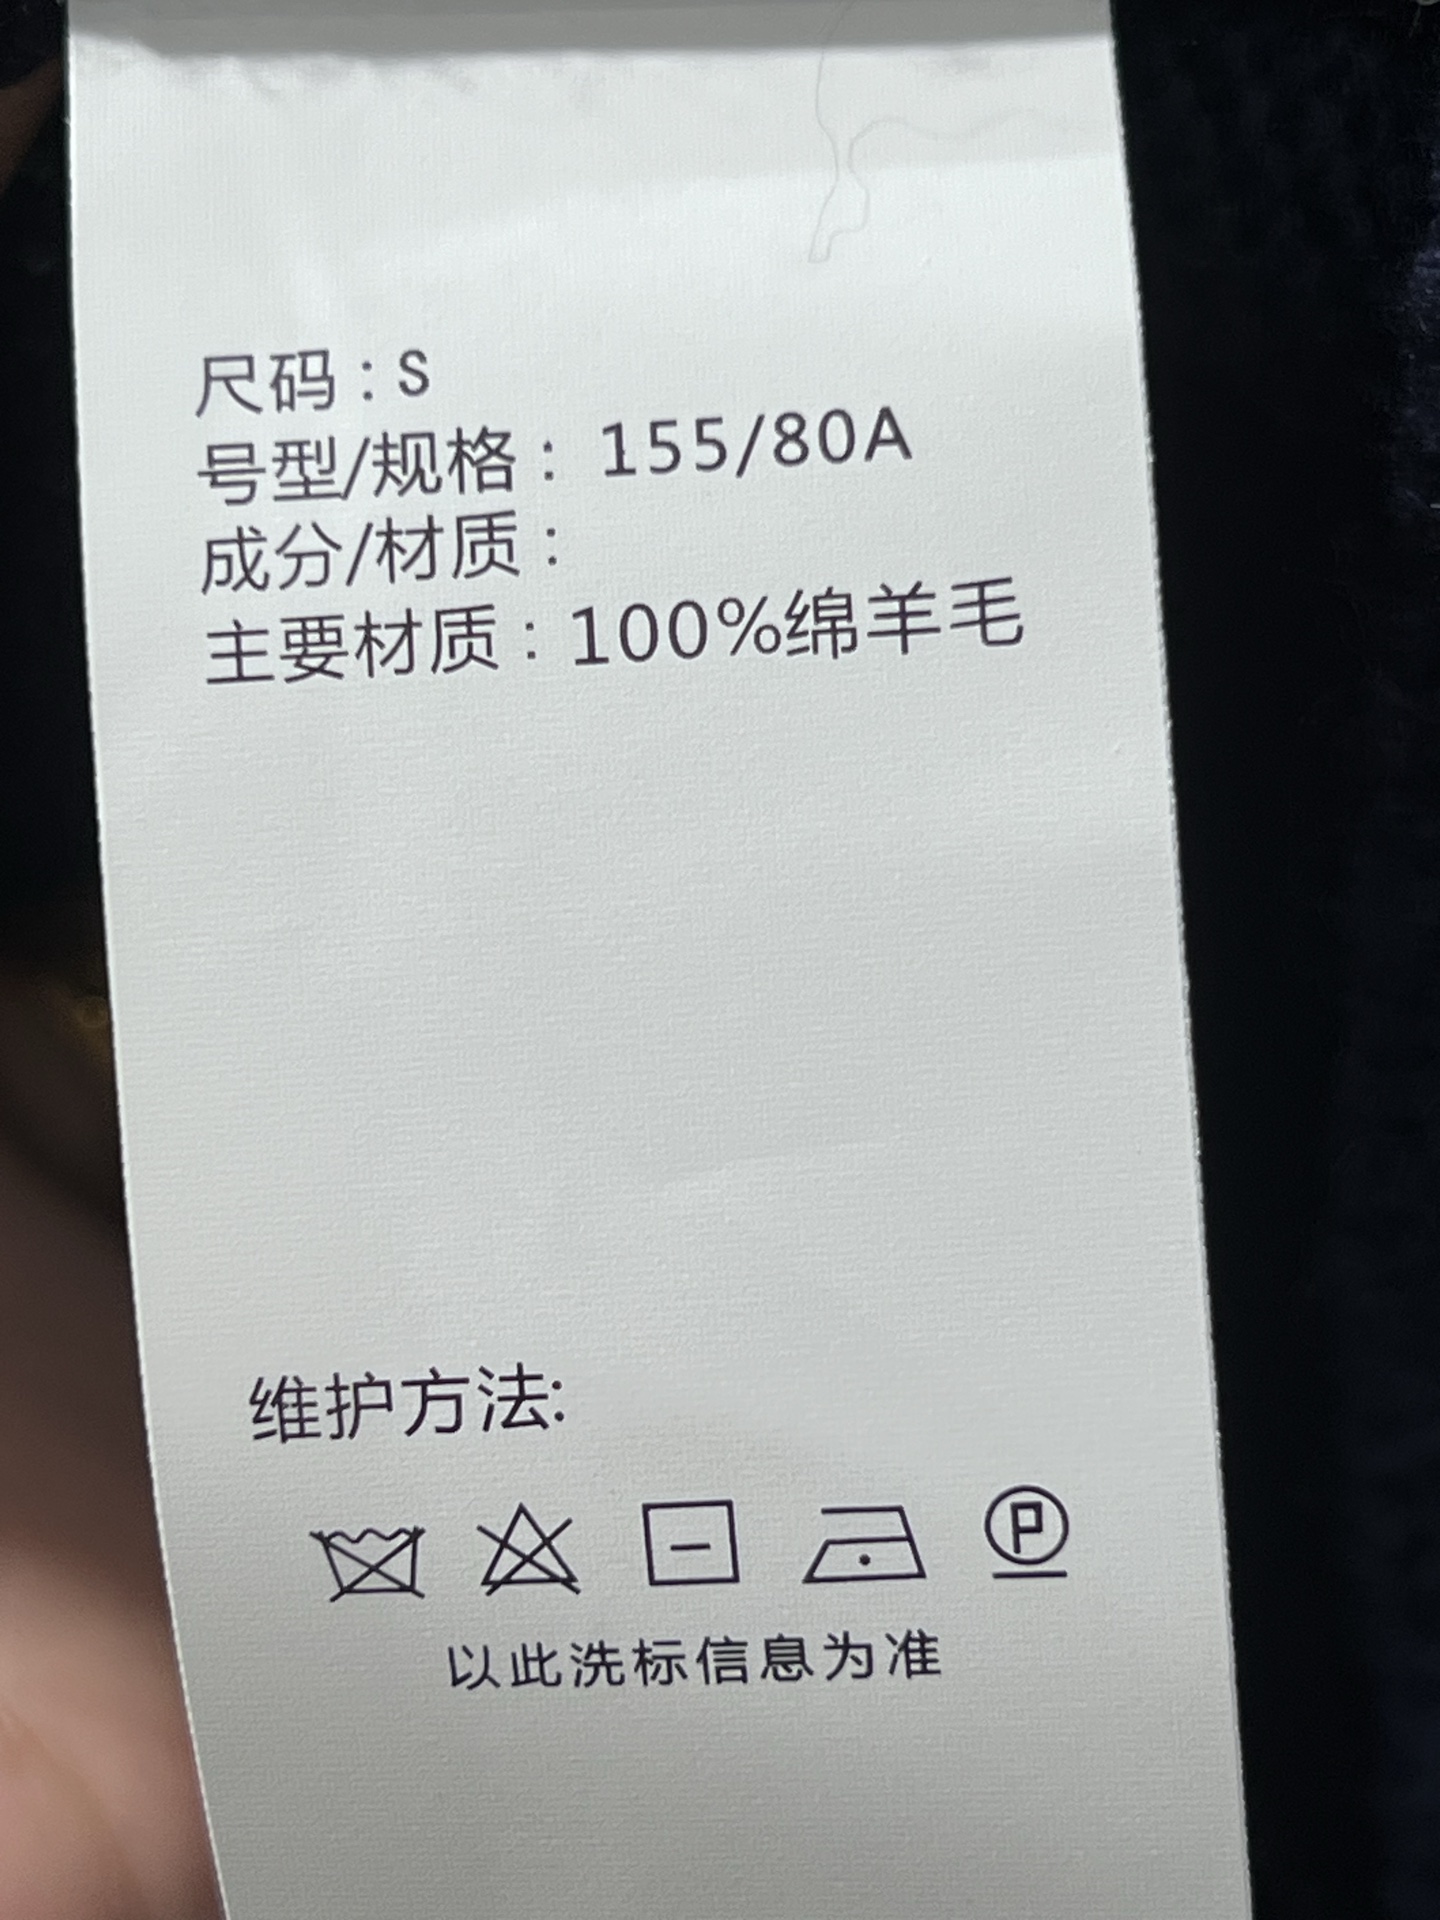 尺码：S
号型/规格：155/80A
成分/材质：
主要材质：100%绵羊毛
维护方法:
P
以此洗标信息为准